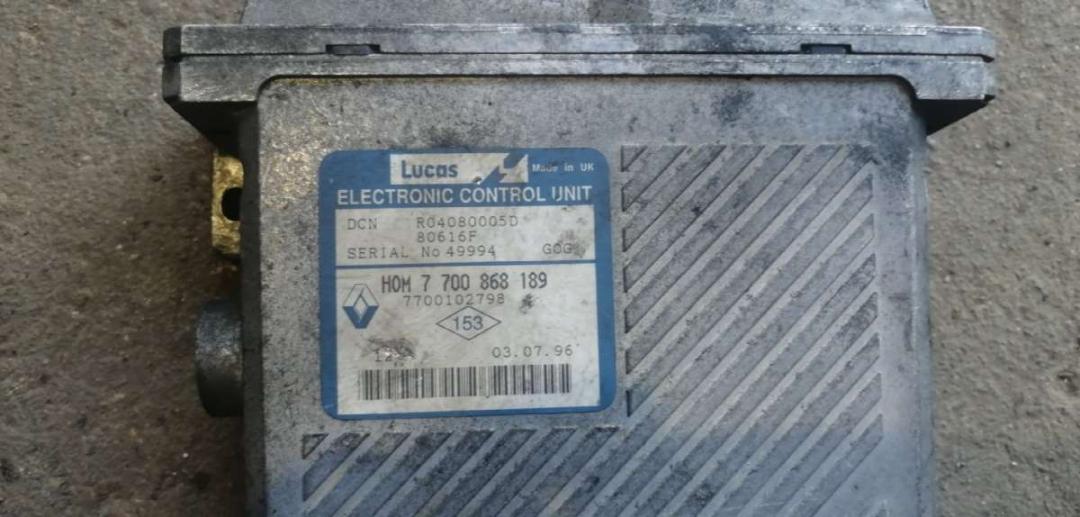 Lucas Made in UK
ELECTRONIC CONTROL UNIT
DCN R04080005D
80616F
SERIAL No 49994
HOM 7 700 868 189
7700102798
153
03.07.96